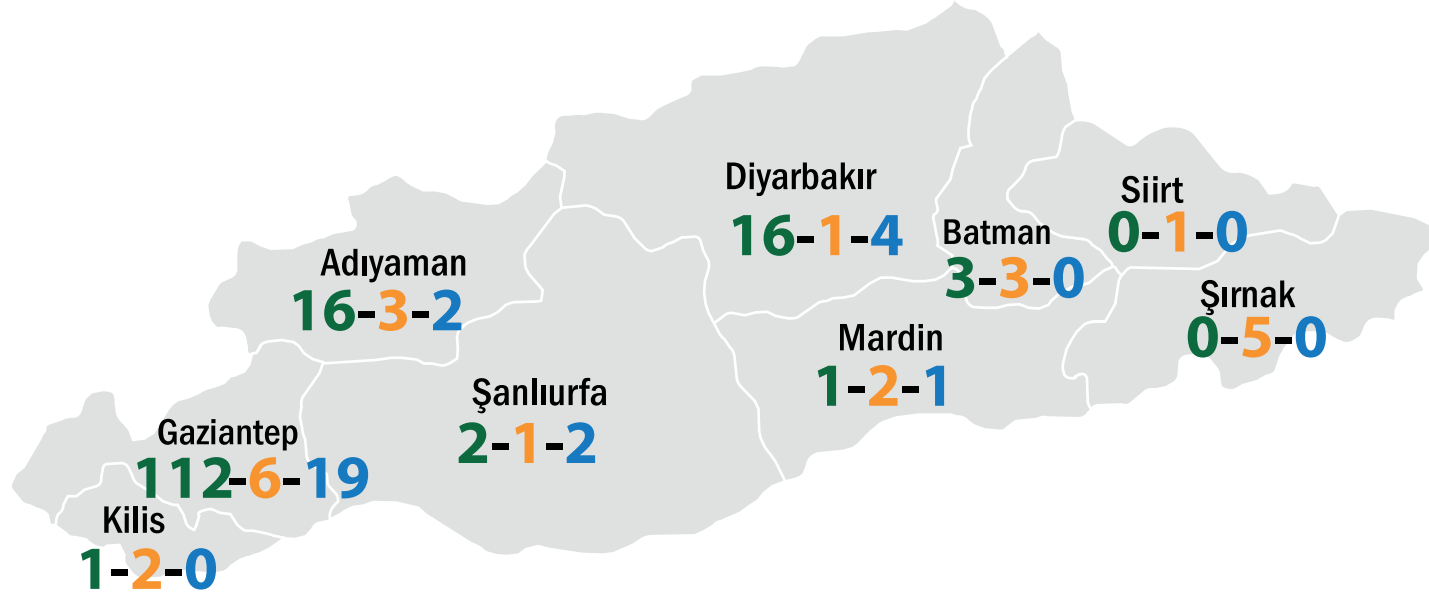 Diyarbakır
16-1-4
Siirt
0-1-0
Batman
3-3-0
Adıyaman
16-3-2
Şırnak
0-5-0
Mardin
1-2-1
Şanlıurfa
2-1-2
Gaziantep
112-6-19
Kilis
1-2-0